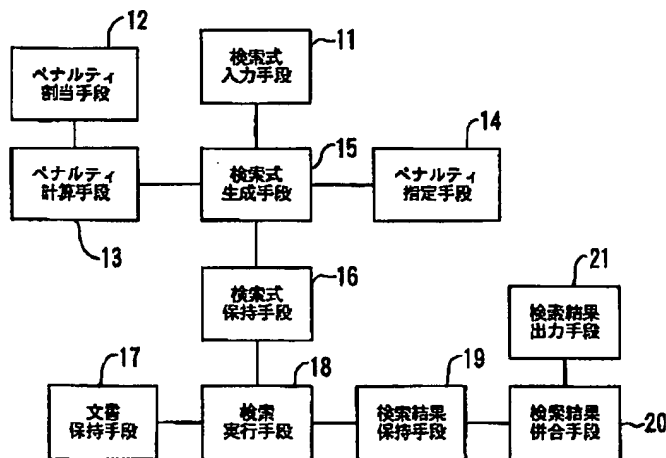 12
ペナルティ
割当手段
11
検索式
入力手段
14
ペナルティ
計算手段
13
15
検索式
生成手段
ペナルティ
指定手段
16
検索式
保持手段
21
検索結果
出力手段
17
文書
保持手段
18
検索
実行手段
19
検索結果
保持手段
検索結果
併合手段
20